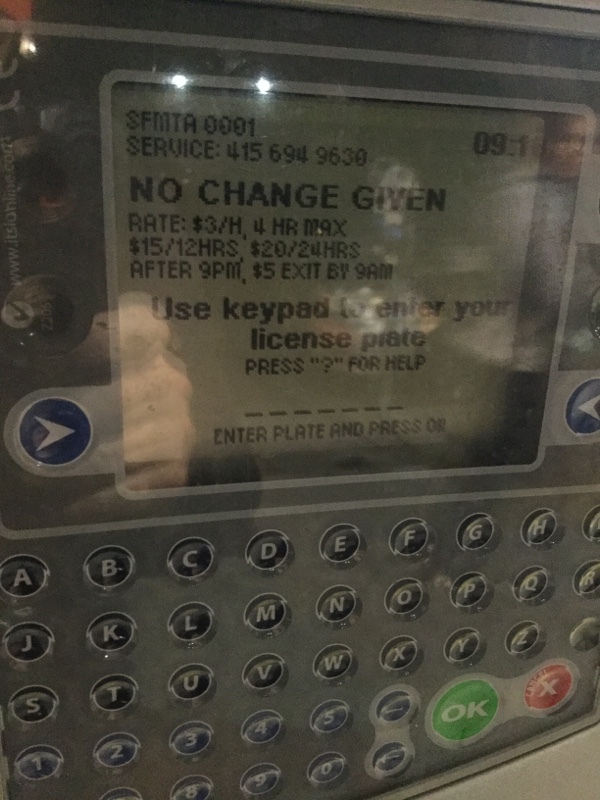 SFMTA 0001
SERVICE: 415 694 9630
NO CHANGE GIVEN
RATE: $3/H, 4 HR MAX
$15/12HRS, $20/24HRS
AFTER 9PM, $5 EXIT BY 9AM
Use keypad to enter your
license plate
PRESS "?" FOR HELP
_ _ _ _ _ _ _
ENTER PLATE AND PRESS OK
A B C D E F G H
J K L M N O P Q R
S T U V W X Y Z
1 2 3 4 5 OK X
8 9 0